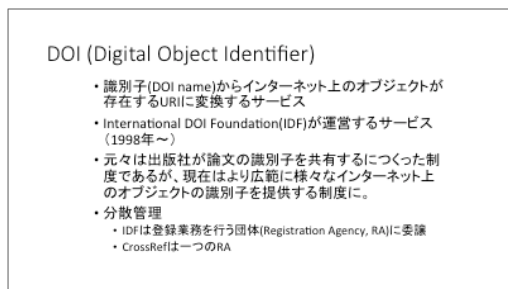 DOI (Digital Object Identifier)
• 識別子(DOI name)からインターネット上のオブジェクトが
存在するURIに変換するサービス
• International DOI Foundation(IDF)が運営するサービス
（1998年～）
• 元々は出版社が論文の識別子を共有するにつくった制
度であるが、現在はより広範に様々なインターネット上
のオブジェクトの識別子を提供する制度に。
• 分散管理
• IDFは登録業務を行う団体(Registration Agency, RA)に委譲
• CrossRefは一つのRA